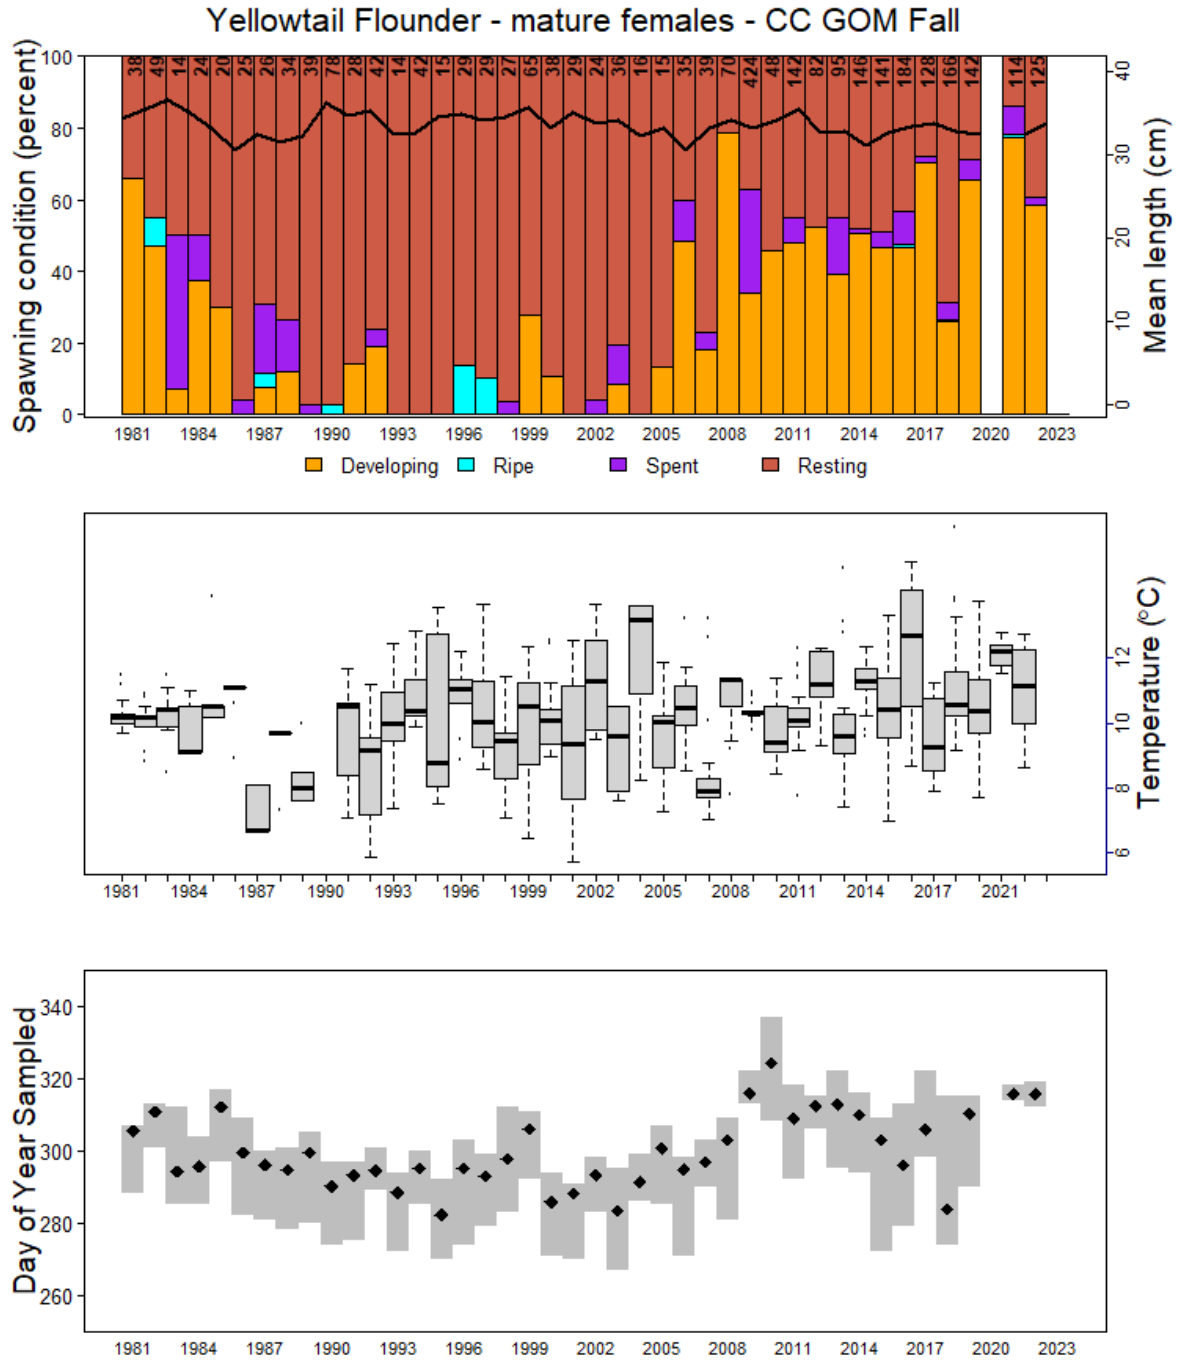 Yellowtail Flounder - mature females - CC GOM Fall
Spawning condition (percent)
100
80
60
40
20
0
38 49 14 24 20 25 26 34 39 78 28 42 14 42 15 29 29 27 65 38 29 24 36 16 15 35 39 70 424 48 142 82 95 146 141 184 128 166 142 114 125
Mean length (cm)
40
30
20
10
0
1981 1984 1987 1990 1993 1996 1999 2002 2005 2008 2011 2014 2017 2020 2023
Developing Ripe Spent Resting
Temperature (°C)
12
10
8
6
1981 1984 1987 1990 1993 1996 1999 2002 2005 2008 2011 2014 2017 2021
Day of Year Sampled
340
320
300
280
260
1981 1984 1987 1990 1993 1996 1999 2002 2005 2008 2011 2014 2017 2020 2023